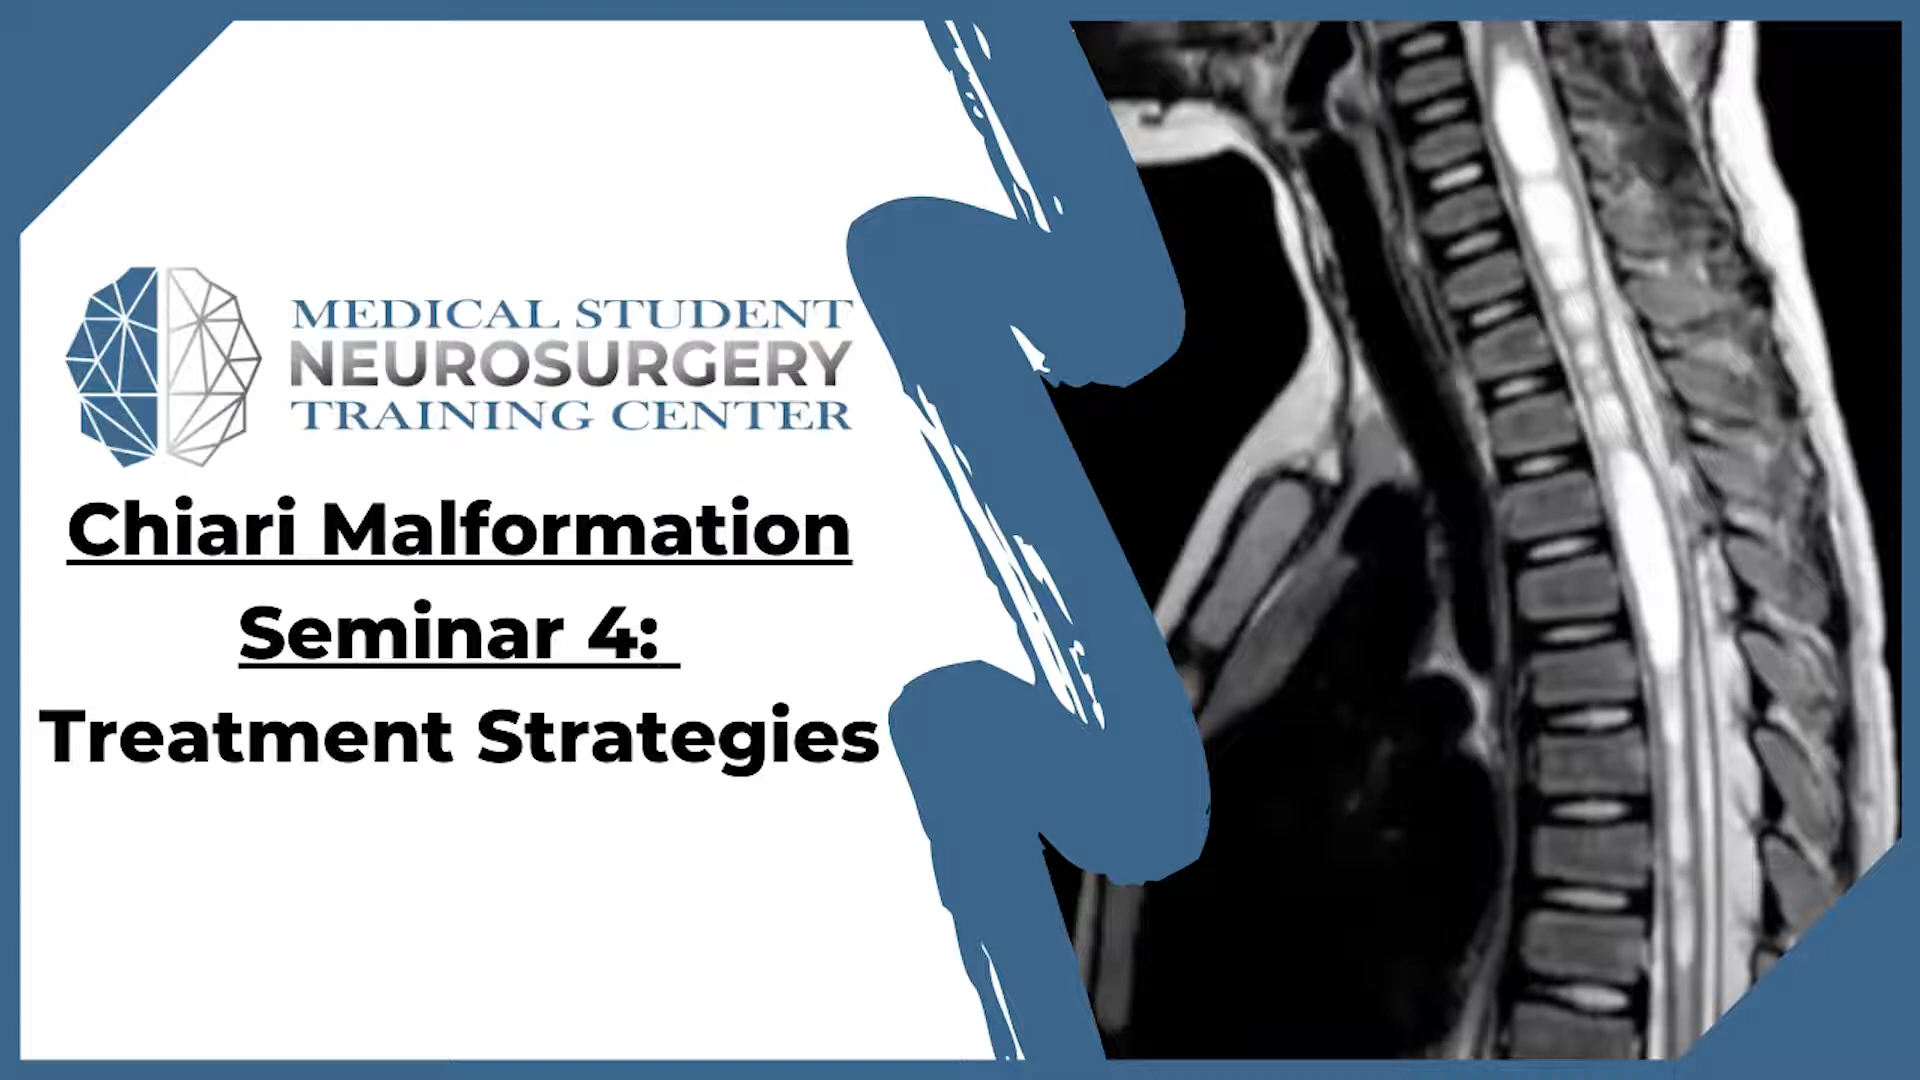 MEDICAL STUDENT
NEUROSURGERY
TRAINING CENTER
Chiari Malformation
Seminar 4:
Treatment Strategies